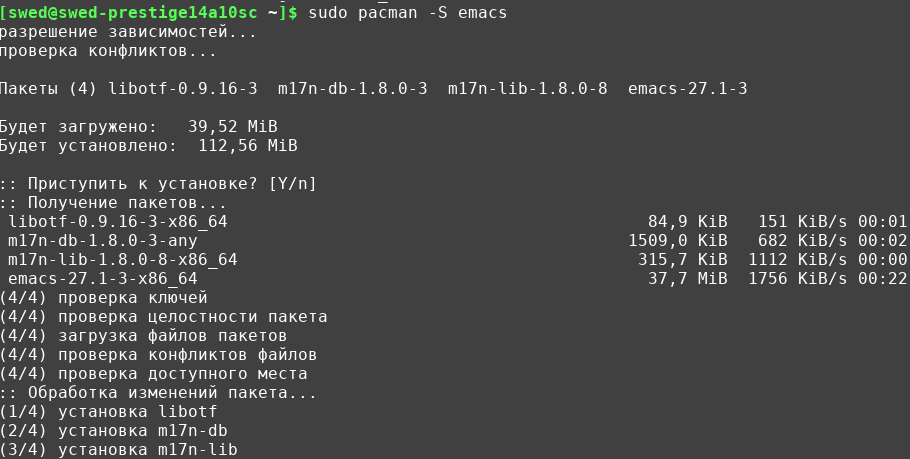 [swed@swed-prestige14a10sc ~]$ sudo pacman -S emacs
разрешение зависимостей...
проверка конфликтов...
Пакеты (4) libotf-0.9.16-3  m17n-db-1.8.0-3  m17n-lib-1.8.0-8  emacs-27.1-3
Будет загружено:   39,52 MiB
Будет установлено:  112,56 MiB
:: Приступить к установке? [Y/n]
:: Получение пакетов...
libotf-0.9.16-3-x86_64 84,9 KiB 151 KiB/s 00:01
m17n-db-1.8.0-3-any 1509,0 KiB 682 KiB/s 00:02
m17n-lib-1.8.0-8-x86_64 315,7 KiB 1112 KiB/s 00:00
emacs-27.1-3-x86_64 37,7 MiB 1756 KiB/s 00:22
(4/4) проверка ключей
(4/4) проверка целостности пакета
(4/4) загрузка файлов пакетов
(4/4) проверка конфликтов файлов
(4/4) проверка доступного места
:: Обработка изменений пакета...
(1/4) установка libotf
(2/4) установка m17n-db
(3/4) установка m17n-lib